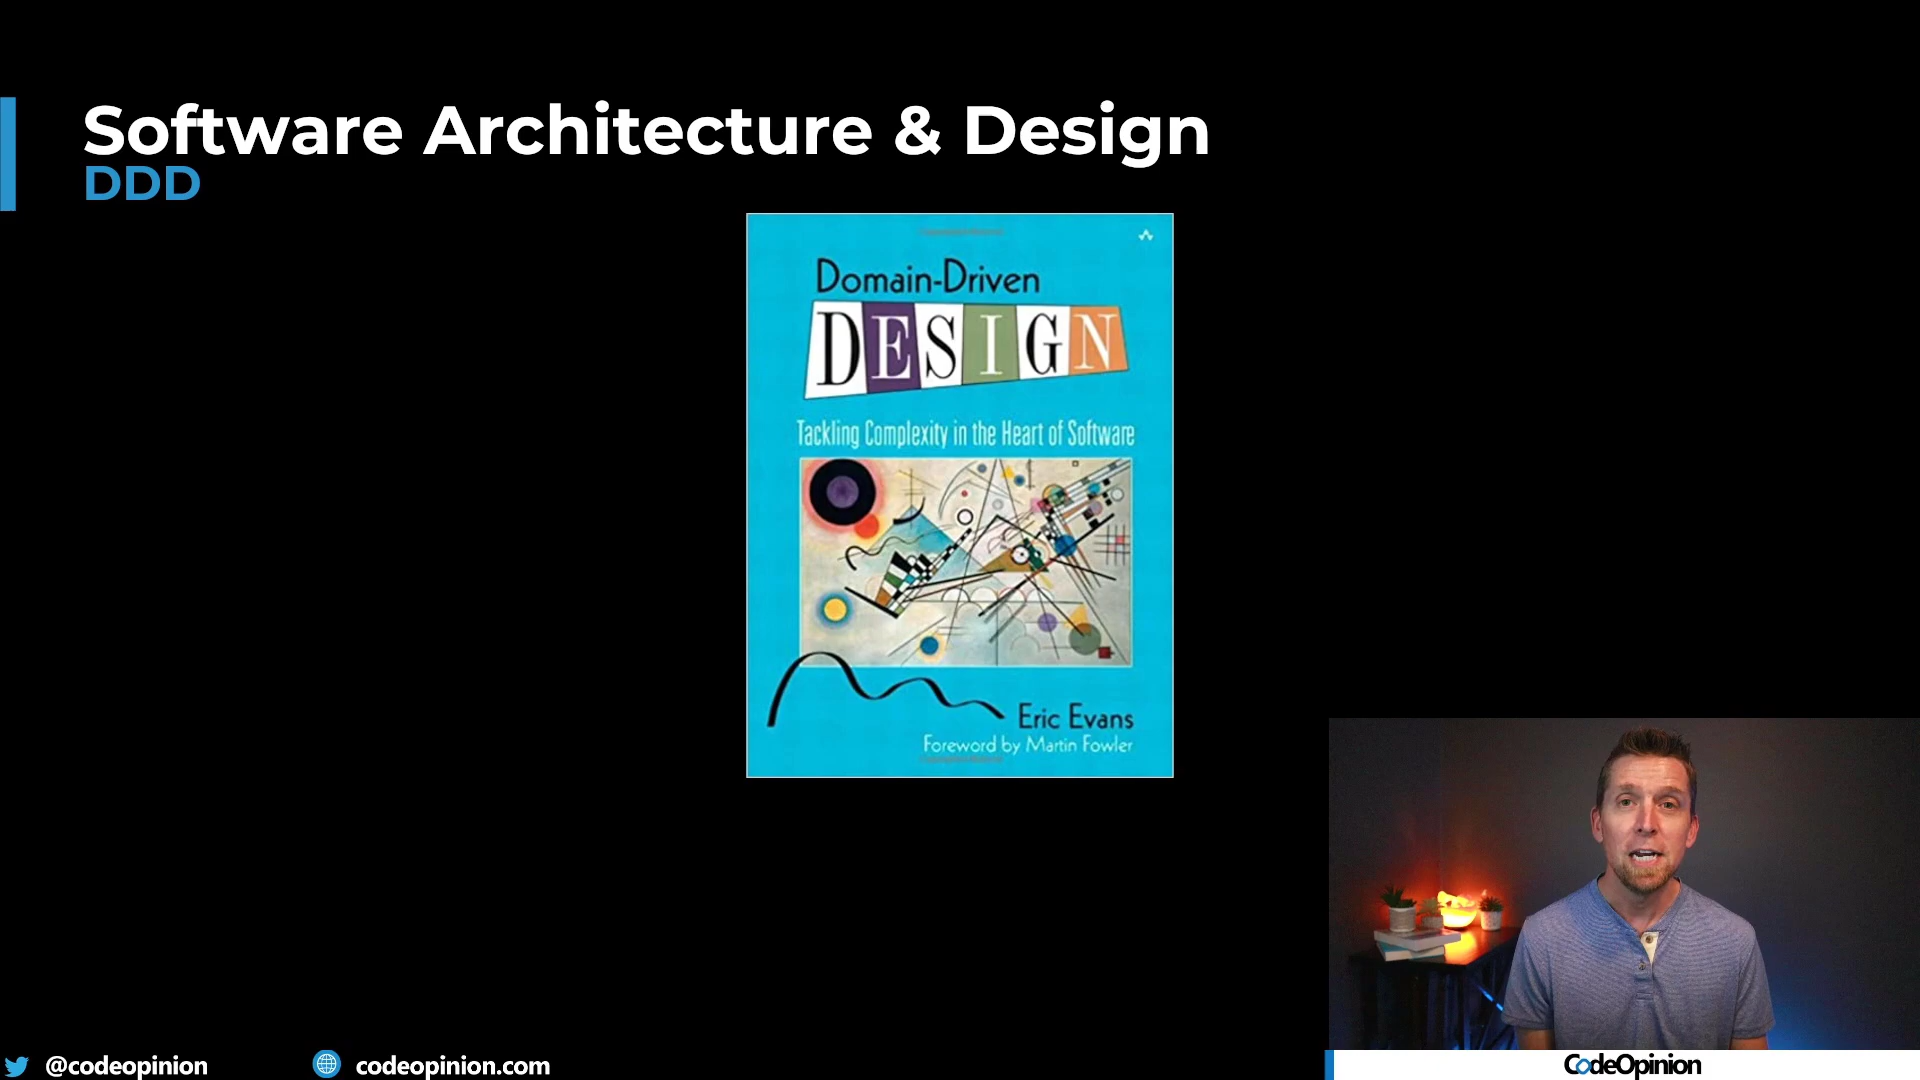 Software Architecture & Design
DDD
Domain-Driven
DESIGN
Tackling Complexity in the Heart of Software
Eric Evans
Foreword by Martin Fowler
@codeopinion
codeopinion.com
CodeOpinion